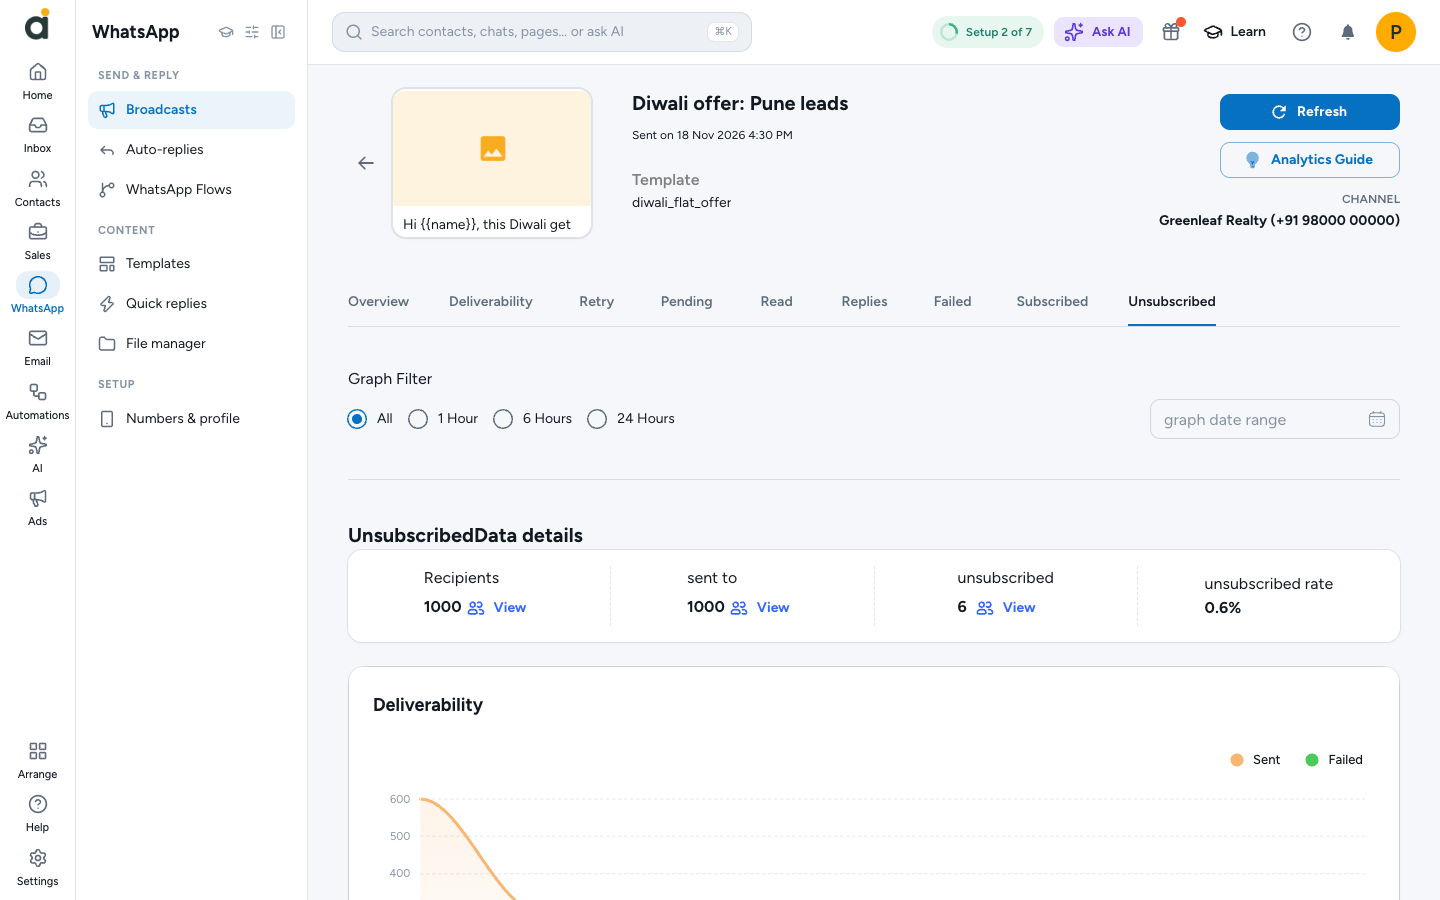 Home
Inbox
Contacts
Sales
WhatsApp
Email
Automations
AI
Ads
Arrange
Help
Settings
WhatsApp
SEND & REPLY
Broadcasts
Auto-replies
WhatsApp Flows
CONTENT
Templates
Quick replies
File manager
SETUP
Numbers & profile
Search contacts, chats, pages... or ask AI
⌘K
Setup 2 of 7
Ask AI
Learn
P
Hi {{name}}, this Diwali get
Diwali offer: Pune leads
Sent on 18 Nov 2026 4:30 PM
Template
diwali_flat_offer
Refresh
Analytics Guide
CHANNEL
Greenleaf Realty (+91 98000 00000)
Overview Deliverability Retry Pending Read Replies Failed Subscribed Unsubscribed
Graph Filter
All 1 Hour 6 Hours 24 Hours
graph date range
UnsubscribedData details
Recipients
1000 View
sent to
1000 View
unsubscribed
6 View
unsubscribed rate
0.6%
Deliverability
Sent Failed
600
500
400